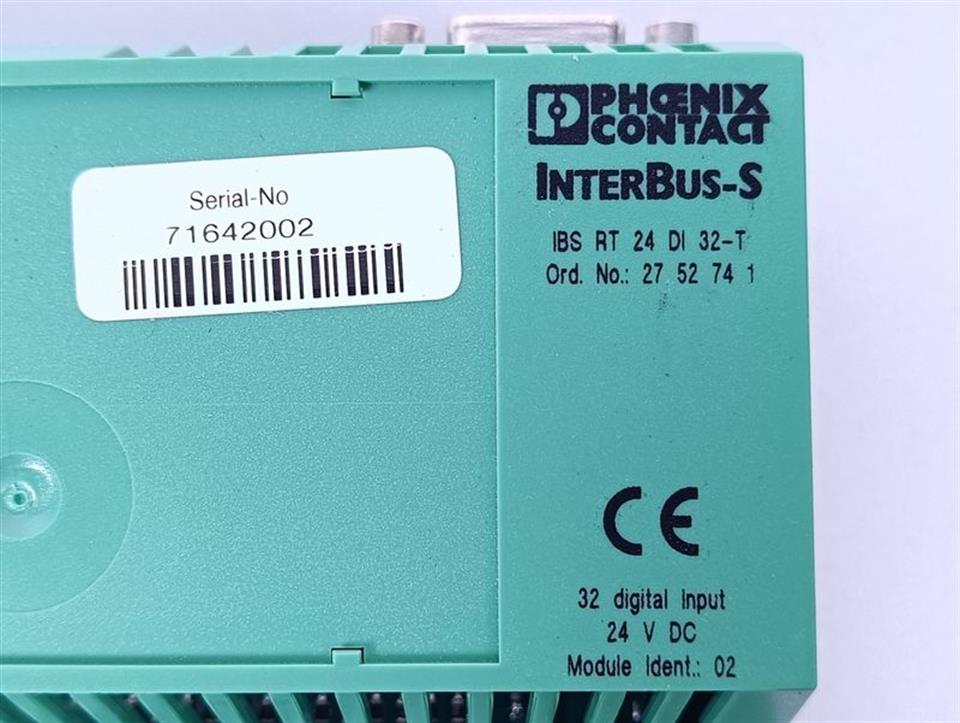 Serial-No
71642002
PHŒNIX
CONTACT
INTERBUS-S
IBS RT 24 DI 32-T
Ord. No.: 27 52 74 1
CE
32 digital Input
24 V DC
Module Ident.: 02